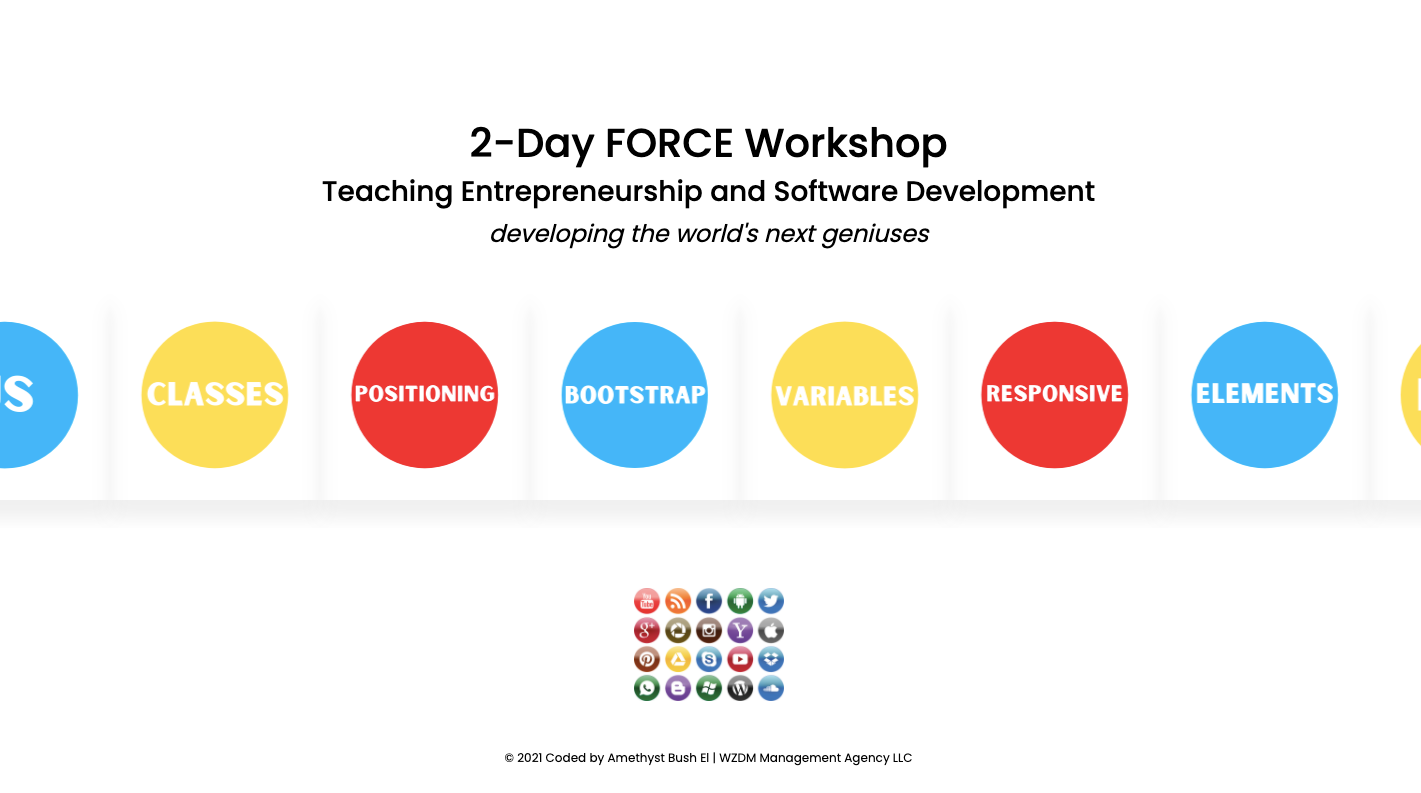 2-Day FORCE Workshop
Teaching Entrepreneurship and Software Development
developing the world's next geniuses
CLASSES
POSITIONING
BOOTSTRAP
VARIABLES
RESPONSIVE
ELEMENTS
© 2021 Coded by Amethyst Bush El | WZDM Management Agency LLC